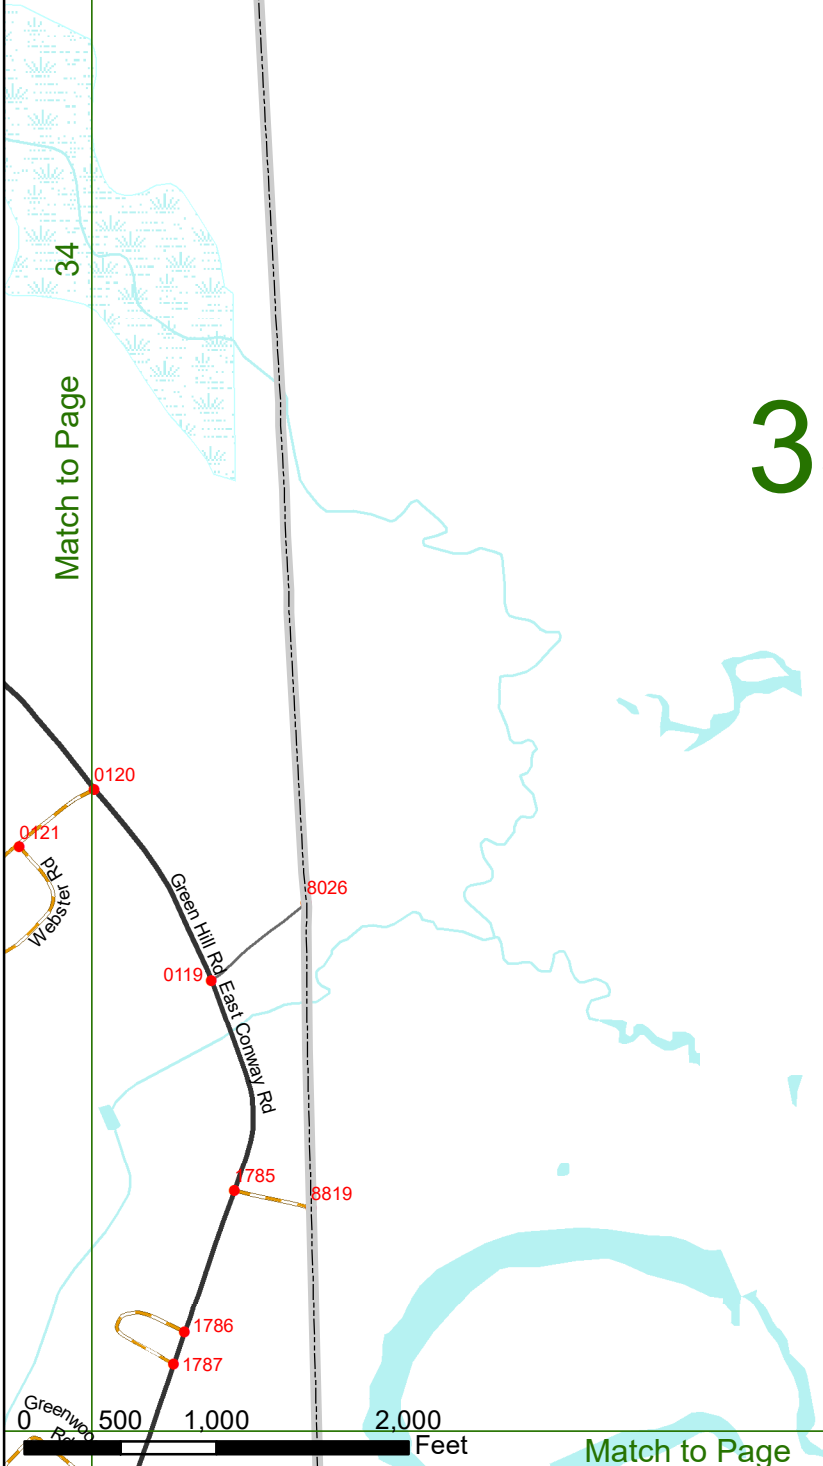 34
Match to Page
3
0120
0121
Webster Rd
8026
Green Hill Rd
0119
East Conway Rd
1785
8819
1786
1787
Rd
0 500 1,000 2,000
Feet
Match to Page